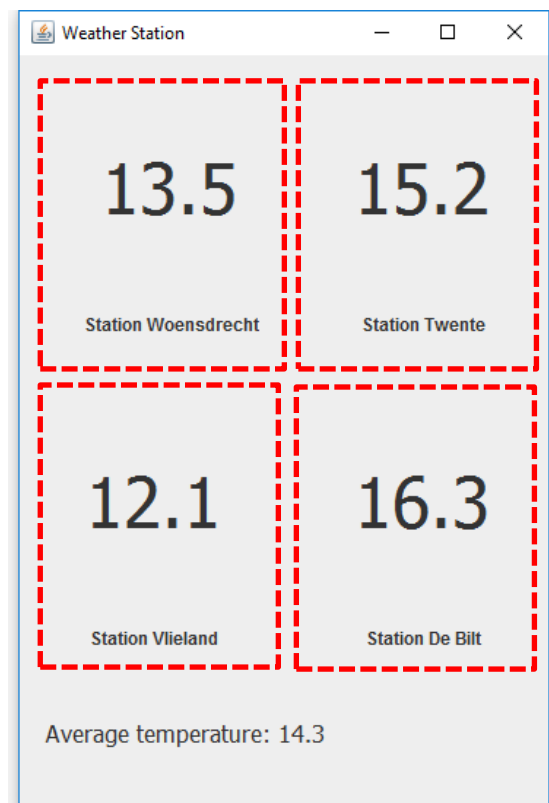 Weather Station
13.5
15.2
Station Woensdrecht
Station Twente
12.1
16.3
Station Vlieland
Station De Bilt
Average temperature: 14.3